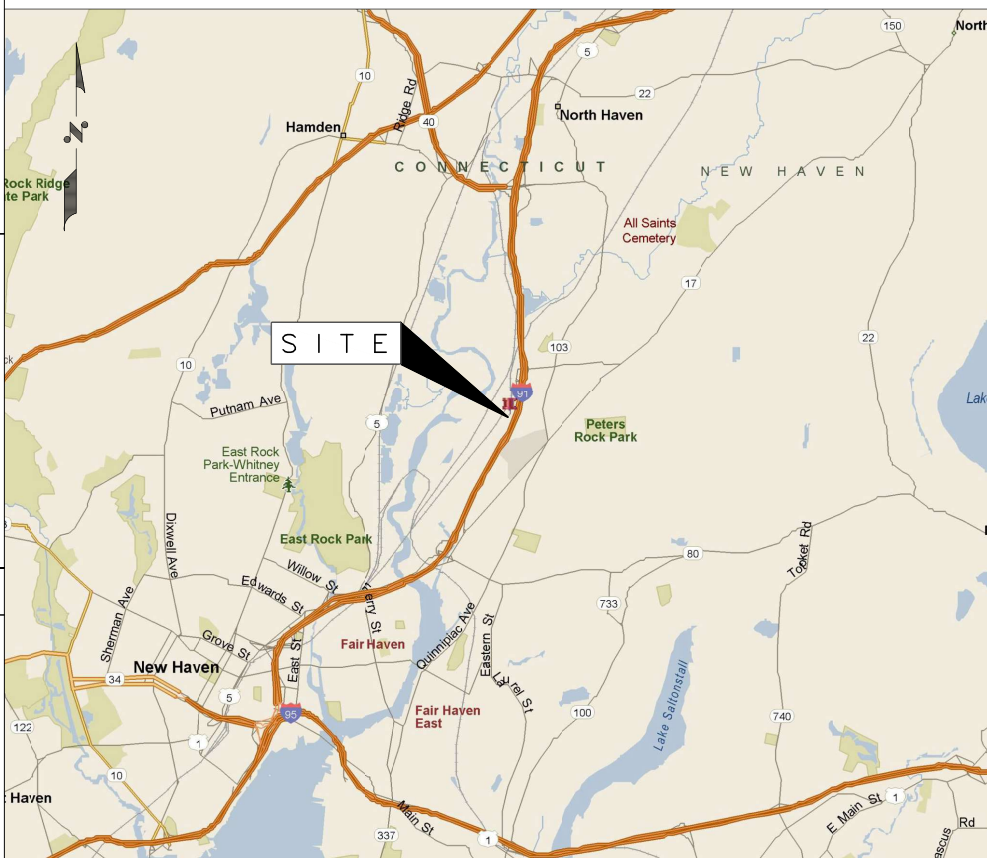 150
North
5
10
22
Ridge Rd
North Haven
Hamden
40
CONNECTICUT
NEW HAVEN
Rock Ridge
te Park
All Saints
Cemetery
17
SITE
103
22
10
91
Putnam Ave
Lake
5
Peters
Rock Park
East Rock
Park-Whitney
Entrance
Dixwell Ave
East Rock Park
80
Tocket Rd
Willow St
Edwards St
Ferry St
733
Sherman Ave
Quinnipiac Ave
Eastern St
Grove St
East St
Fair Haven
New Haven
34
Laurel St
Lake Saltonstall
5
95
Fair Haven
East
100
740
122
1
10
Haven
Main St
337
1
E Main St
1
Rd